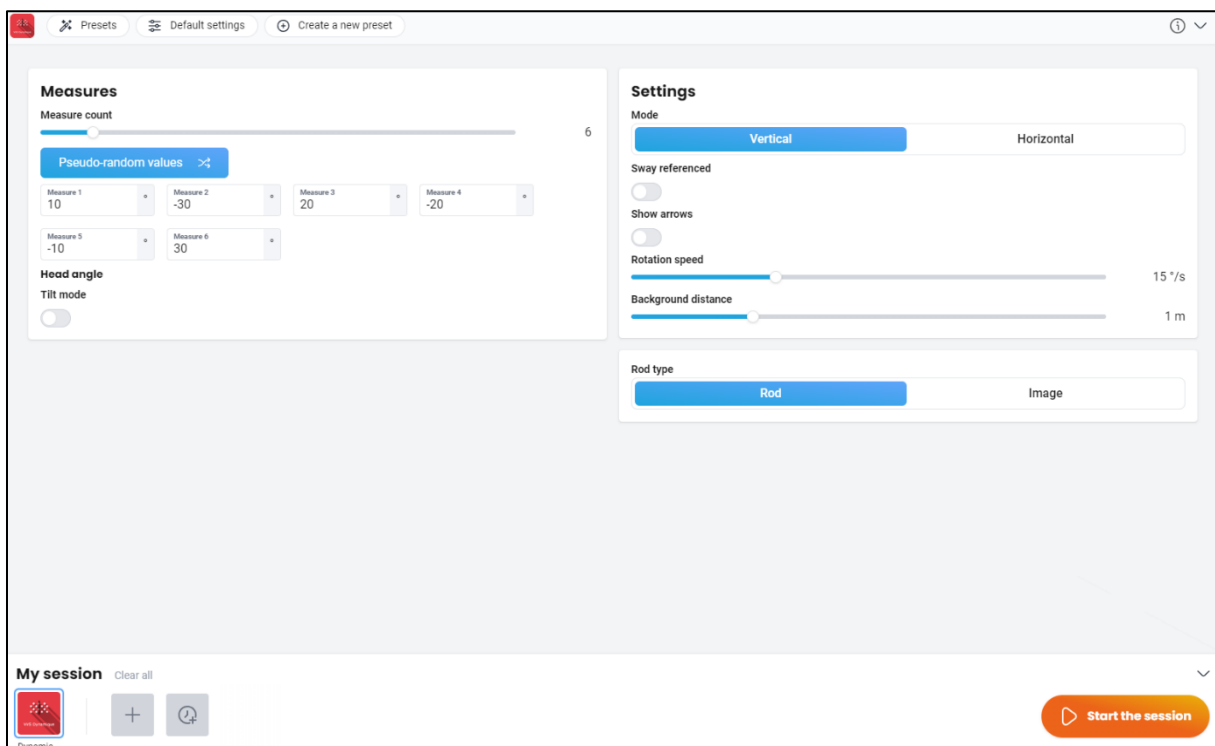 Presets Default settings Create a new preset
Measures
Measure count
6
Pseudo-random values
Measure 1 Measure 2 Measure 3 Measure 4
10 ° -30 ° 20 ° -20 °
Measure 5 Measure 6
-10 ° 30 °
Head angle
Tilt mode
Settings
Mode
Vertical Horizontal
Sway referenced
Show arrows
Rotation speed
15 °/s
Background distance
1 m
Rod type
Rod Image
My session Clear all
Start the session
Dynamic